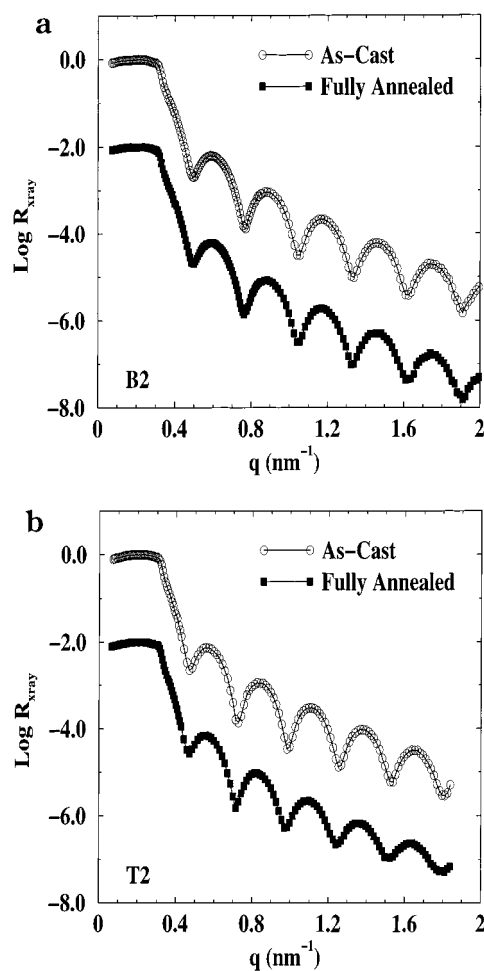 a
As-Cast
Fully Annealed
Log R_xray
0.0
-2.0
-4.0
-6.0
-8.0
B2
0 0.4 0.8 1.2 1.6 2
q (nm⁻¹)
b
As-Cast
Fully Annealed
Log R_xray
0.0
-2.0
-4.0
-6.0
-8.0
T2
0 0.4 0.8 1.2 1.6 2
q (nm⁻¹)